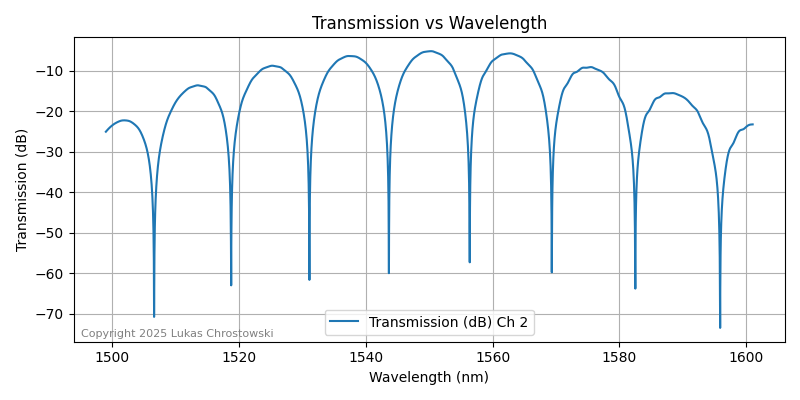 Transmission vs Wavelength
Transmission (dB)
−10
−20
−30
−40
−50
−60
−70
Transmission (dB) Ch 2
Copyright 2025 Lukas Chrostowski
1500
1520
1540
1560
1580
1600
Wavelength (nm)